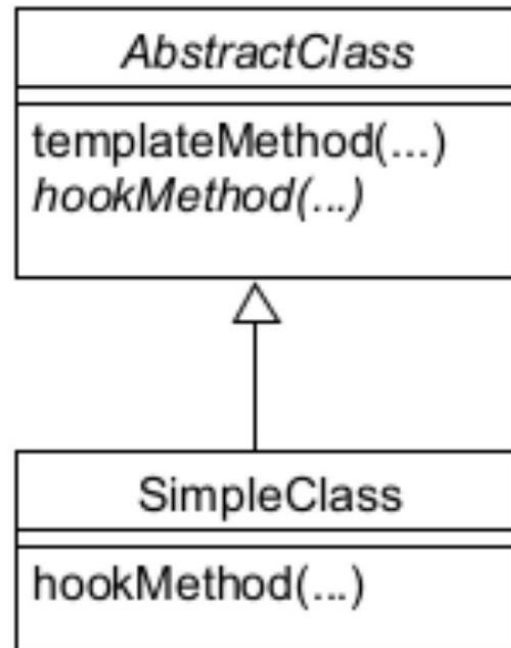 AbstractClass
templateMethod(...)
hookMethod(...)
SimpleClass
hookMethod(...)